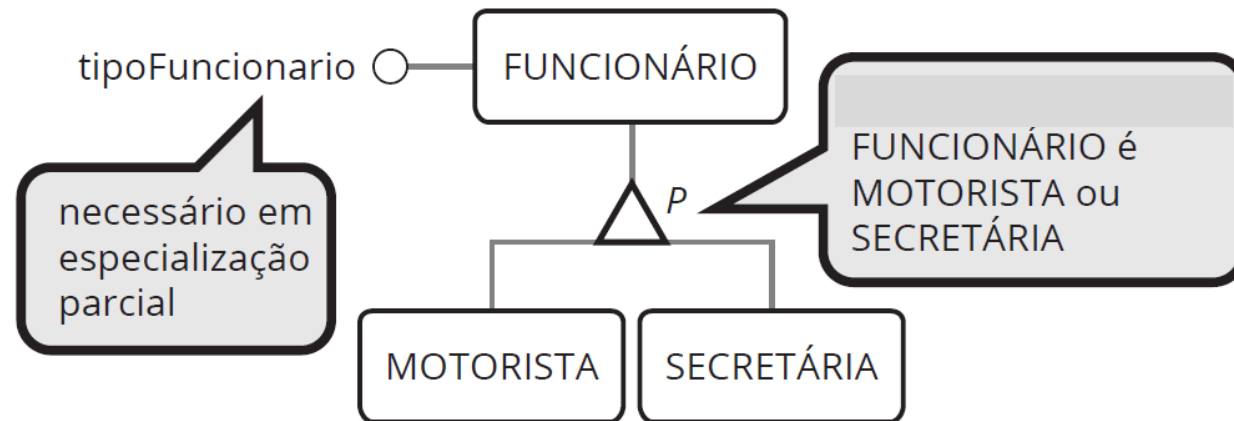 tipoFuncionario
FUNCIONÁRIO
necessário em
especialização
parcial
P
FUNCIONÁRIO é
MOTORISTA ou
SECRETÁRIA
MOTORISTA
SECRETÁRIA